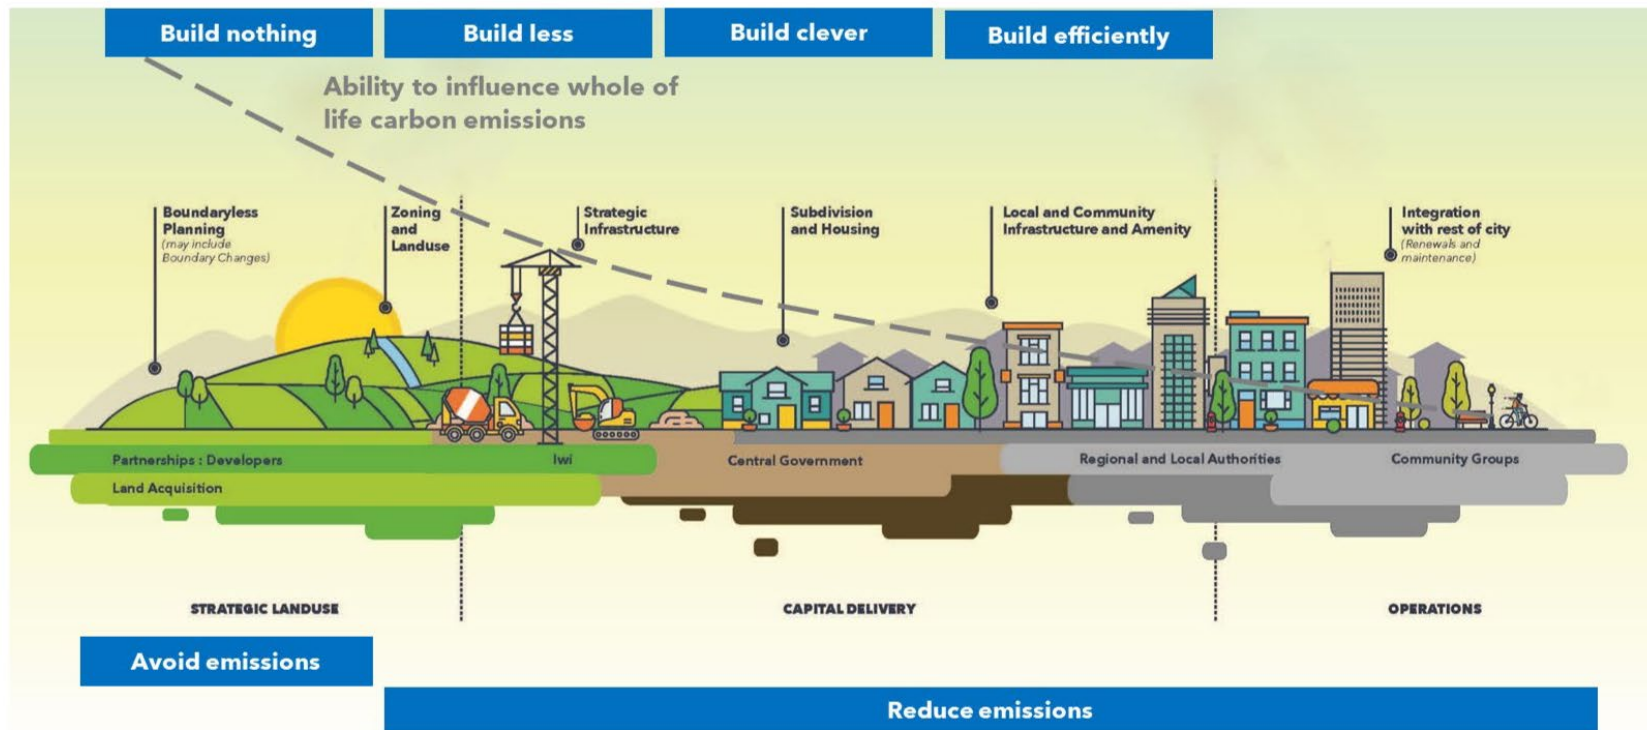 Build nothing
Build less
Build clever
Build efficiently
Ability to influence whole of
life carbon emissions
Boundaryless
Planning
(may include
Boundary Changes)
Zoning
and
Landuse
Strategic
Infrastructure
Subdivision
and Housing
Local and Community
Infrastructure and Amenity
Integration
with rest of city
(Renewals and
maintenance)
Partnerships : Developers
Iwi
Central Government
Regional and Local Authorities
Community Groups
Land Acquisition
STRATEGIC LANDUSE
CAPITAL DELIVERY
OPERATIONS
Avoid emissions
Reduce emissions